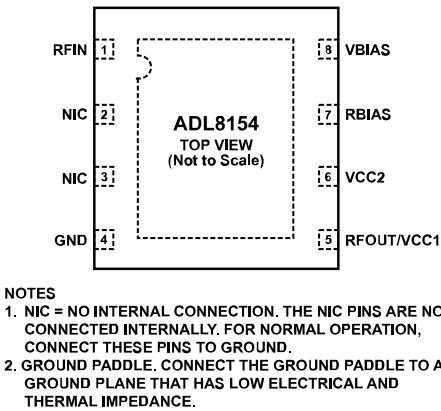 RFIN 1
8 VBIAS
NIC 2
7 RBIAS
ADL8154
TOP VIEW
(Not to Scale)
NIC 3
6 VCC2
GND 4
5 RFOUT/VCC1
NOTES
1. NIC = NO INTERNAL CONNECTION. THE NIC PINS ARE
CONNECTED INTERNALLY. FOR NORMAL OPERATION,
CONNECT THESE PINS TO GROUND.
2. GROUND PADDLE. CONNECT THE GROUND PADDLE TO A
GROUND PLANE THAT HAS LOW ELECTRICAL AND
THERMAL IMPEDANCE.